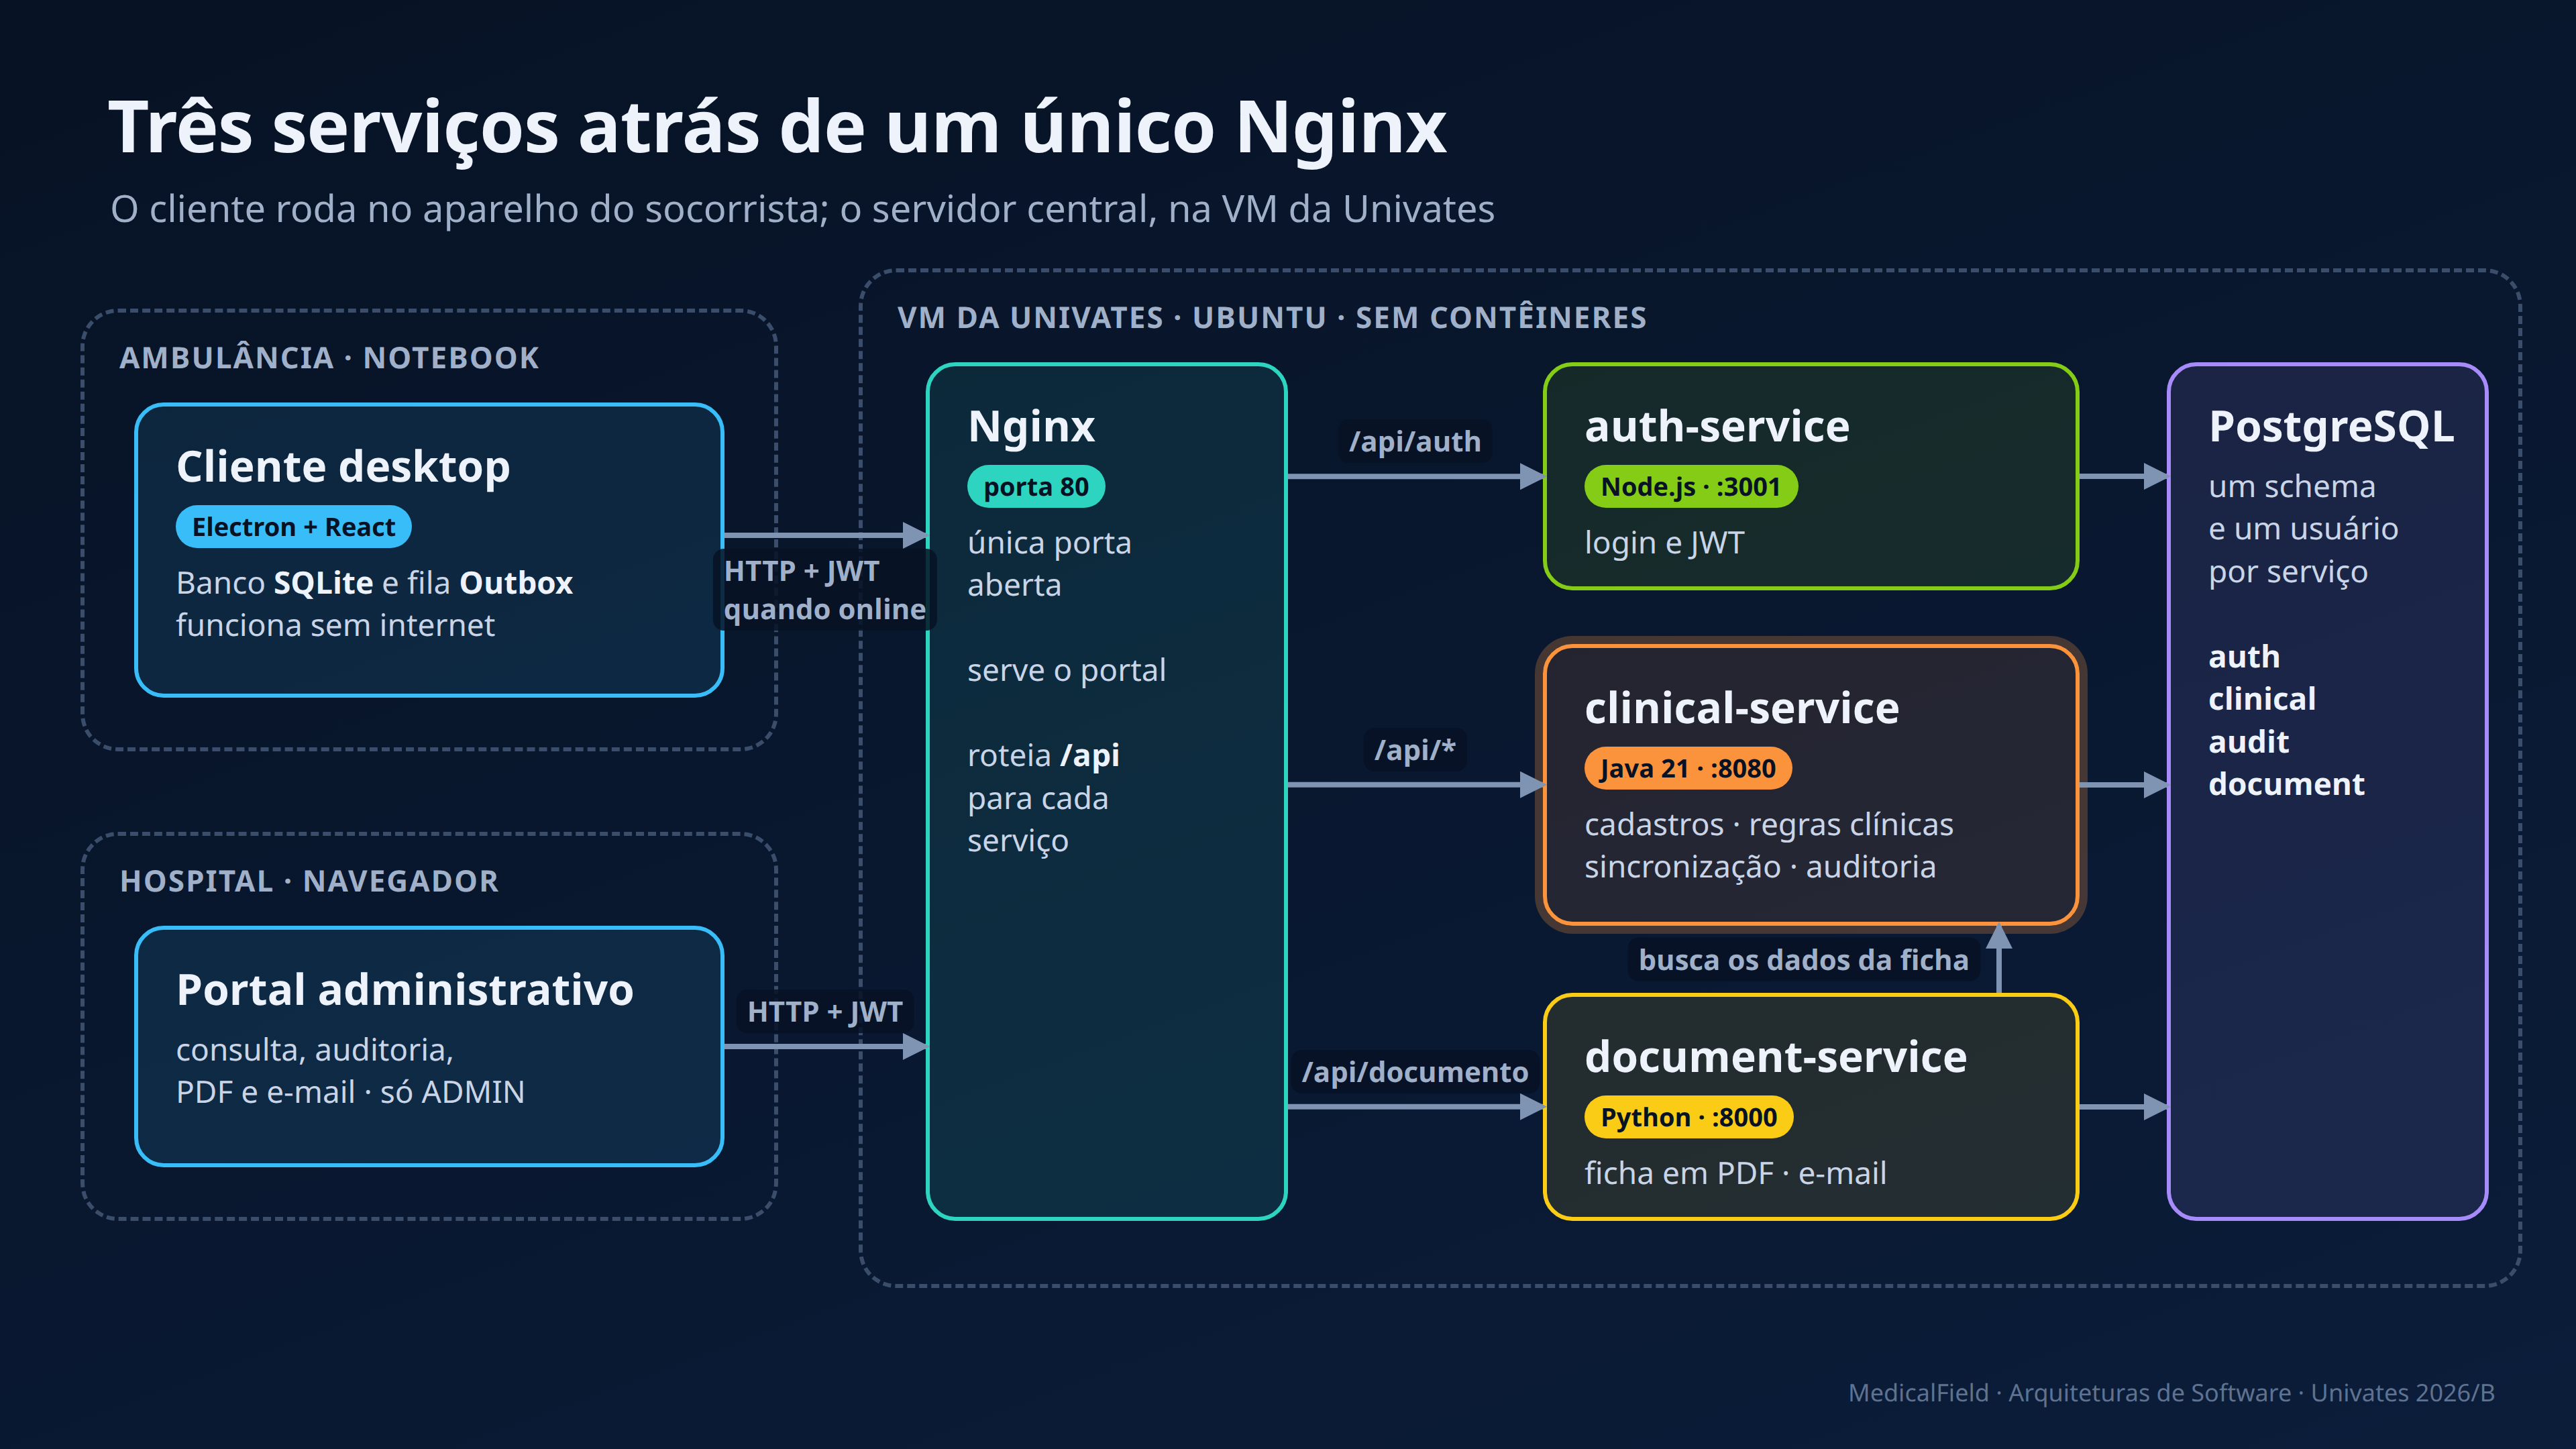 Três serviços atrás de um único Nginx
O cliente roda no aparelho do socorrista; o servidor central, na VM da Univates
AMBULÂNCIA · NOTEBOOK
Cliente desktop
Electron + React
Banco SQLite e fila Outbox
funciona sem internet
HTTP + JWT
quando online
HOSPITAL · NAVEGADOR
Portal administrativo
consulta, auditoria,
PDF e e-mail · só ADMIN
HTTP + JWT
VM DA UNIVATES · UBUNTU · SEM CONTÊINERES
Nginx
porta 80
única porta
aberta
serve o portal
roteia /api
para cada
serviço
/api/auth
/api/*
/api/documento
auth-service
Node.js · :3001
login e JWT
clinical-service
Java 21 · :8080
cadastros · regras clínicas
sincronização · auditoria
busca os dados da ficha
document-service
Python · :8000
ficha em PDF · e-mail
PostgreSQL
um schema
e um usuário
por serviço
auth
clinical
audit
document
MedicalField · Arquiteturas de Software · Univates 2026/B